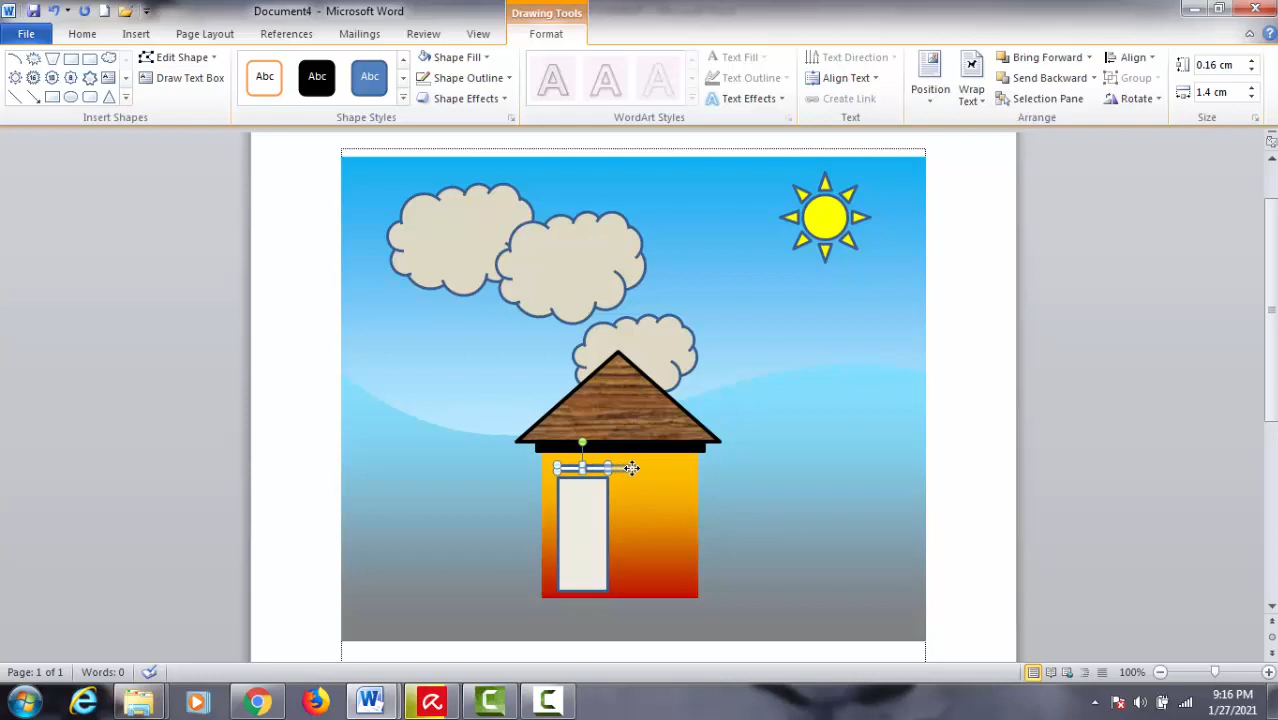 Document4 - Microsoft Word
Drawing Tools
File Home Insert Page Layout References Mailings Review View Format
Edit Shape
Draw Text Box
Insert Shapes
Abc Abc Abc
Shape Fill
Shape Outline
Shape Effects
Shape Styles
A A A
Text Fill
Text Outline
Text Effects
WordArt Styles
Text Direction
Align Text
Create Link
Text
Position
Wrap Text
Bring Forward
Send Backward
Selection Pane
Align
Group
Rotate
Arrange
0.16 cm
1.4 cm
Size
Page: 1 of 1 Words: 0
100%
9:16 PM
1/27/2021